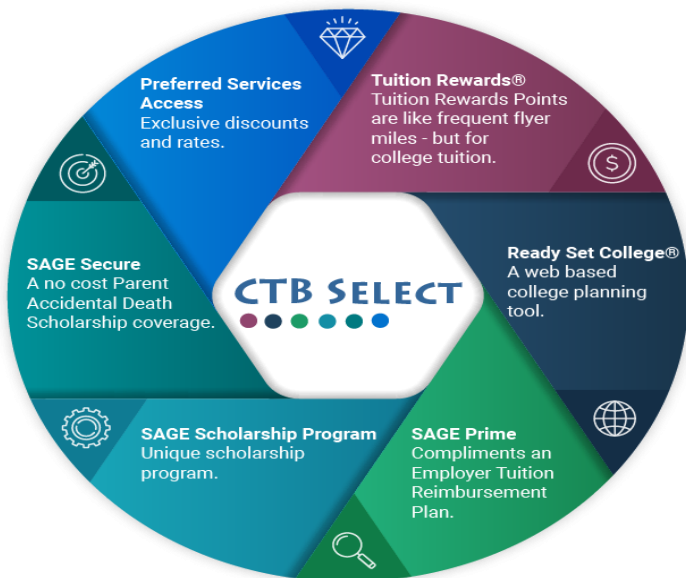 Preferred Services
Access
Exclusive discounts
and rates.
Tuition Rewards®
Tuition Rewards Points
are like frequent flyer
miles - but for
college tuition.
$
SAGE Secure
A no cost Parent
Accidental Death
Scholarship coverage.
CTB SELECT
Ready Set College®
A web based
college planning
tool.
SAGE Scholarship Program
Unique scholarship
program.
SAGE Prime
Compliments an
Employer Tuition
Reimbursement
Plan.